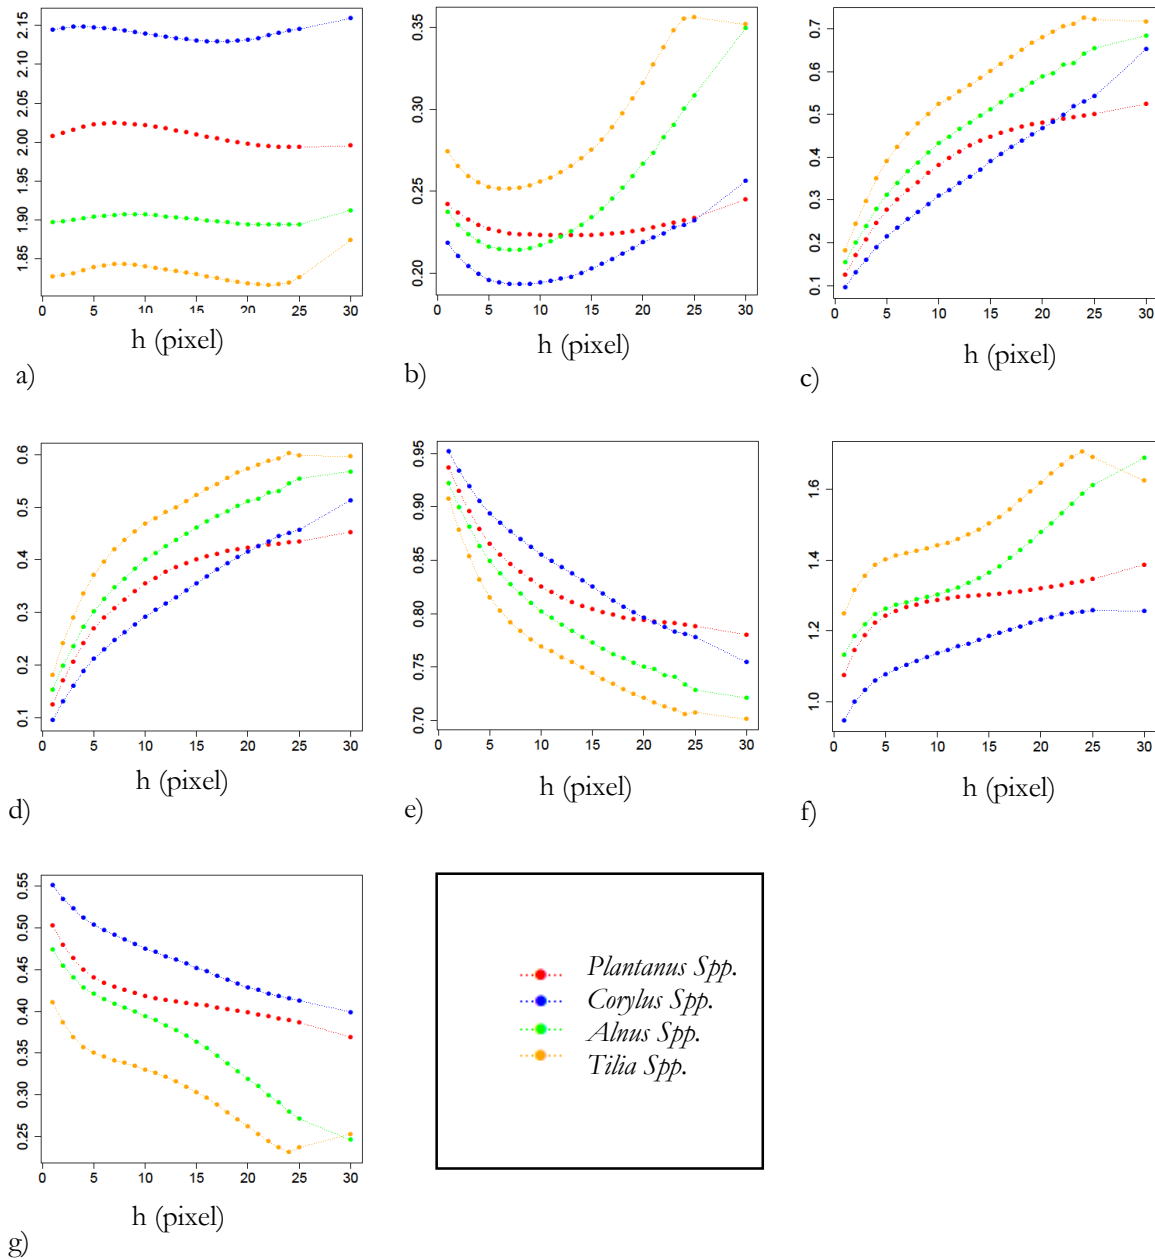 2.15
2.10
2.05
2.00
1.95
1.90
1.85
0 5 10 15 20 25 30
h (pixel)
a)
0.35
0.30
0.25
0.20
0 5 10 15 20 25 30
h (pixel)
b)
0.7
0.6
0.5
0.4
0.3
0.2
0.1
0 5 10 15 20 25 30
h (pixel)
c)
0.6
0.5
0.4
0.3
0.2
0.1
0 5 10 15 20 25 30
h (pixel)
d)
0.95
0.90
0.85
0.80
0.75
0.70
0 5 10 15 20 25 30
h (pixel)
e)
1.6
1.4
1.2
1.0
0 5 10 15 20 25 30
h (pixel)
f)
0.55
0.50
0.45
0.40
0.35
0.30
0.25
0 5 10 15 20 25 30
h (pixel)
g)
Plantanus Spp.
Corylus Spp.
Alnus Spp.
Tilia Spp.